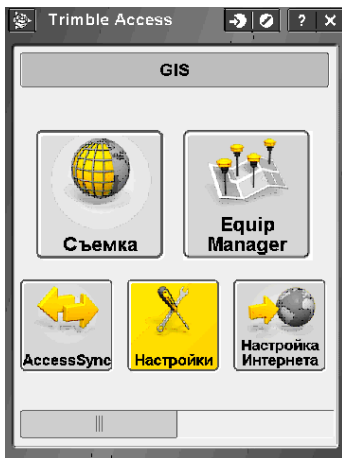 Trimble Access
? X
GIS
Съемка
Equip
Manager
AccessSync
Настройки
Настройка
Интернета